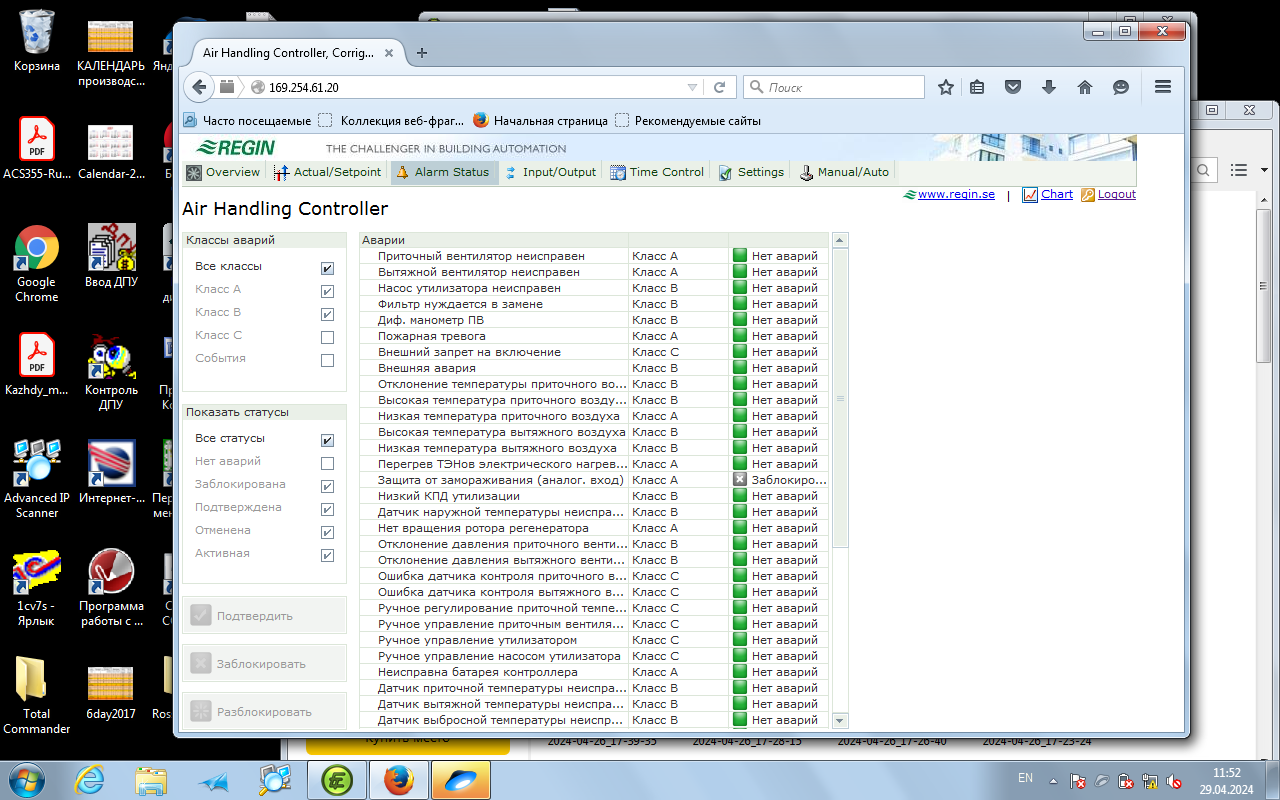 Корзина
КАЛЕНДАРЬ
производс...
ACS355-Ru...
Calendar-2...
Google
Chrome
Ввод ДПУ
Kazhdy_m...
Контроль
ДПУ
Advanced IP
Scanner
Интернет-...
1cv7s -
Ярлык
Программа
работы с ...
Total
Commander
6day2017
Air Handling Controller, Corrig...
169.254.61.20
Поиск
Часто посещаемые
Коллекция веб-фраг...
Начальная страница
Рекомендуемые сайты
REGIN
THE CHALLENGER IN BUILDING AUTOMATION
Overview
Actual/Setpoint
Alarm Status
Input/Output
Time Control
Settings
Manual/Auto
www.regin.se | Chart Logout
Air Handling Controller
Классы аварий
Все классы
Класс A
Класс B
Класс C
События
Показать статусы
Все статусы
Нет аварий
Заблокирована
Подтверждена
Отменена
Активная
Подтвердить
Заблокировать
Разблокировать
Аварии
Приточный вентилятор неисправен Класс A Нет аварий
Вытяжной вентилятор неисправен Класс A Нет аварий
Насос утилизатора неисправен Класс B Нет аварий
Фильтр нуждается в замене Класс B Нет аварий
Диф. манометр ПВ Класс B Нет аварий
Пожарная тревога Класс A Нет аварий
Внешний запрет на включение Класс C Нет аварий
Внешняя авария Класс B Нет аварий
Отклонение температуры приточного во... Класс B Нет аварий
Высокая температура приточного возду... Класс B Нет аварий
Низкая температура приточного воздуха Класс A Нет аварий
Высокая температура вытяжного воздуха Класс B Нет аварий
Низкая температура вытяжного воздуха Класс B Нет аварий
Перегрев ТЭНов электрического нагрев... Класс A Нет аварий
Защита от замораживания (аналог. вход) Класс A Заблокиро...
Низкий КПД утилизации Класс B Нет аварий
Датчик наружной температуры неиспра... Класс B Нет аварий
Нет вращения ротора регенератора Класс A Нет аварий
Отклонение давления приточного венти... Класс B Нет аварий
Отклонение давления вытяжного венти... Класс B Нет аварий
Ошибка датчика контроля приточного в... Класс C Нет аварий
Ошибка датчика контроля вытяжного в... Класс C Нет аварий
Ручное регулирование приточной темпе... Класс C Нет аварий
Ручное управление приточным вентиля... Класс C Нет аварий
Ручное управление утилизатором Класс C Нет аварий
Ручное управление насосом утилизатора Класс C Нет аварий
Неисправна батарея контроллера Класс A Нет аварий
Датчик приточной температуры неиспра... Класс B Нет аварий
Датчик вытяжной температуры неиспра... Класс B Нет аварий
Датчик выбросной температуры неиспр... Класс B Нет аварий
2024-04-26_17-39-35
2024-04-26_17-28-15
2024-04-26_17-26-40
2024-04-26_17-23-24
EN
11:52
29.04.2024